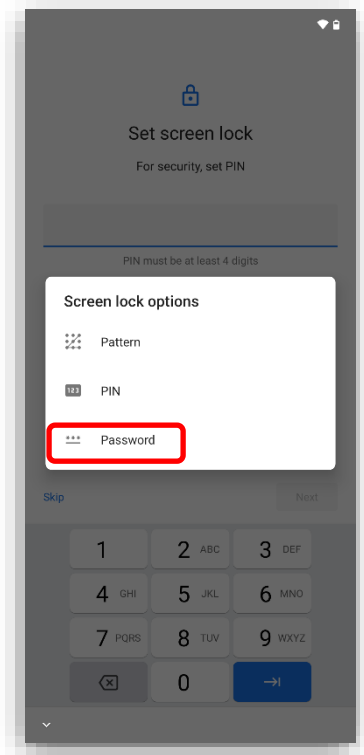 Set screen lock
For security, set PIN
PIN must be at least 4 digits
Screen lock options
Pattern
123 PIN
Password
Skip Next
1 2 ABC 3 DEF
4 GHI 5 JKL 6 MNO
7 PQRS 8 TUV 9 WXYZ
0